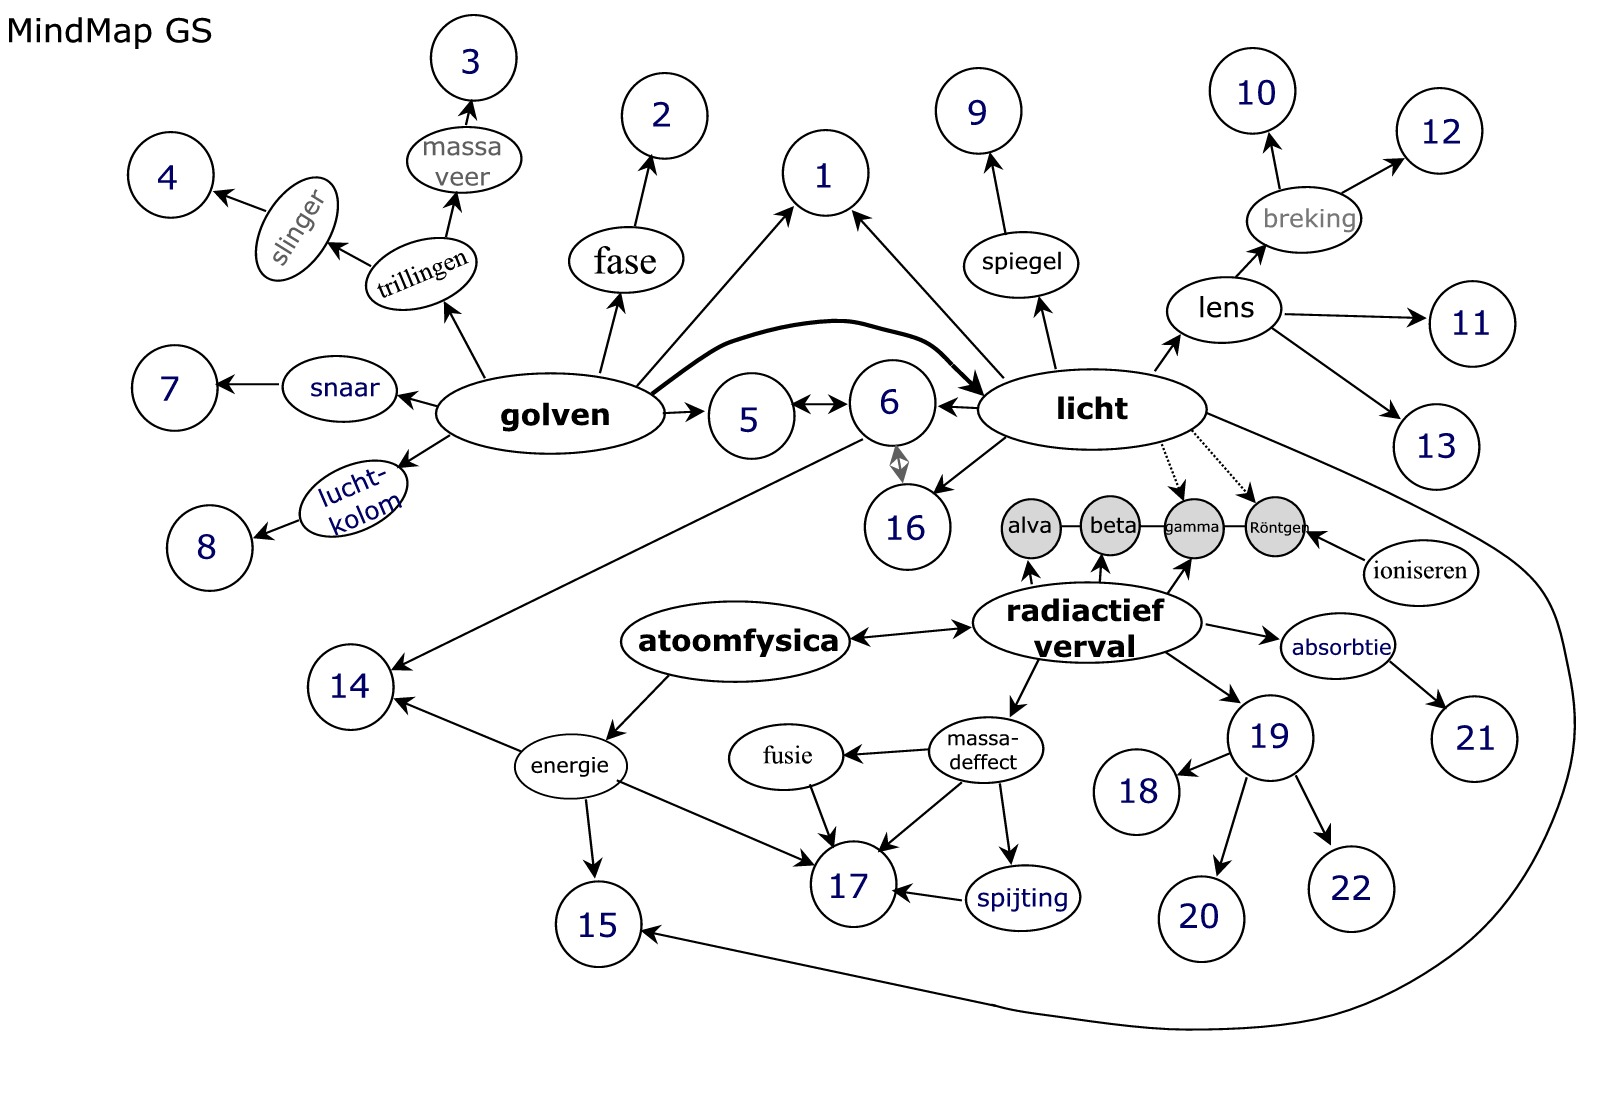 MindMap GS
3
10
2
12
9
massa
veer
4
1
slinger
breking
fase
spiegel
trillingen
lens
11
7
snaar
golven
5
6
licht
13
lucht-
kolom
8
16
alva
beta
gamma
Röntgen
ioniseren
radiactief
verval
atoomfysica
absorbtie
14
19
21
massa-
deffect
fusie
energie
18
17
spijting
22
20
15